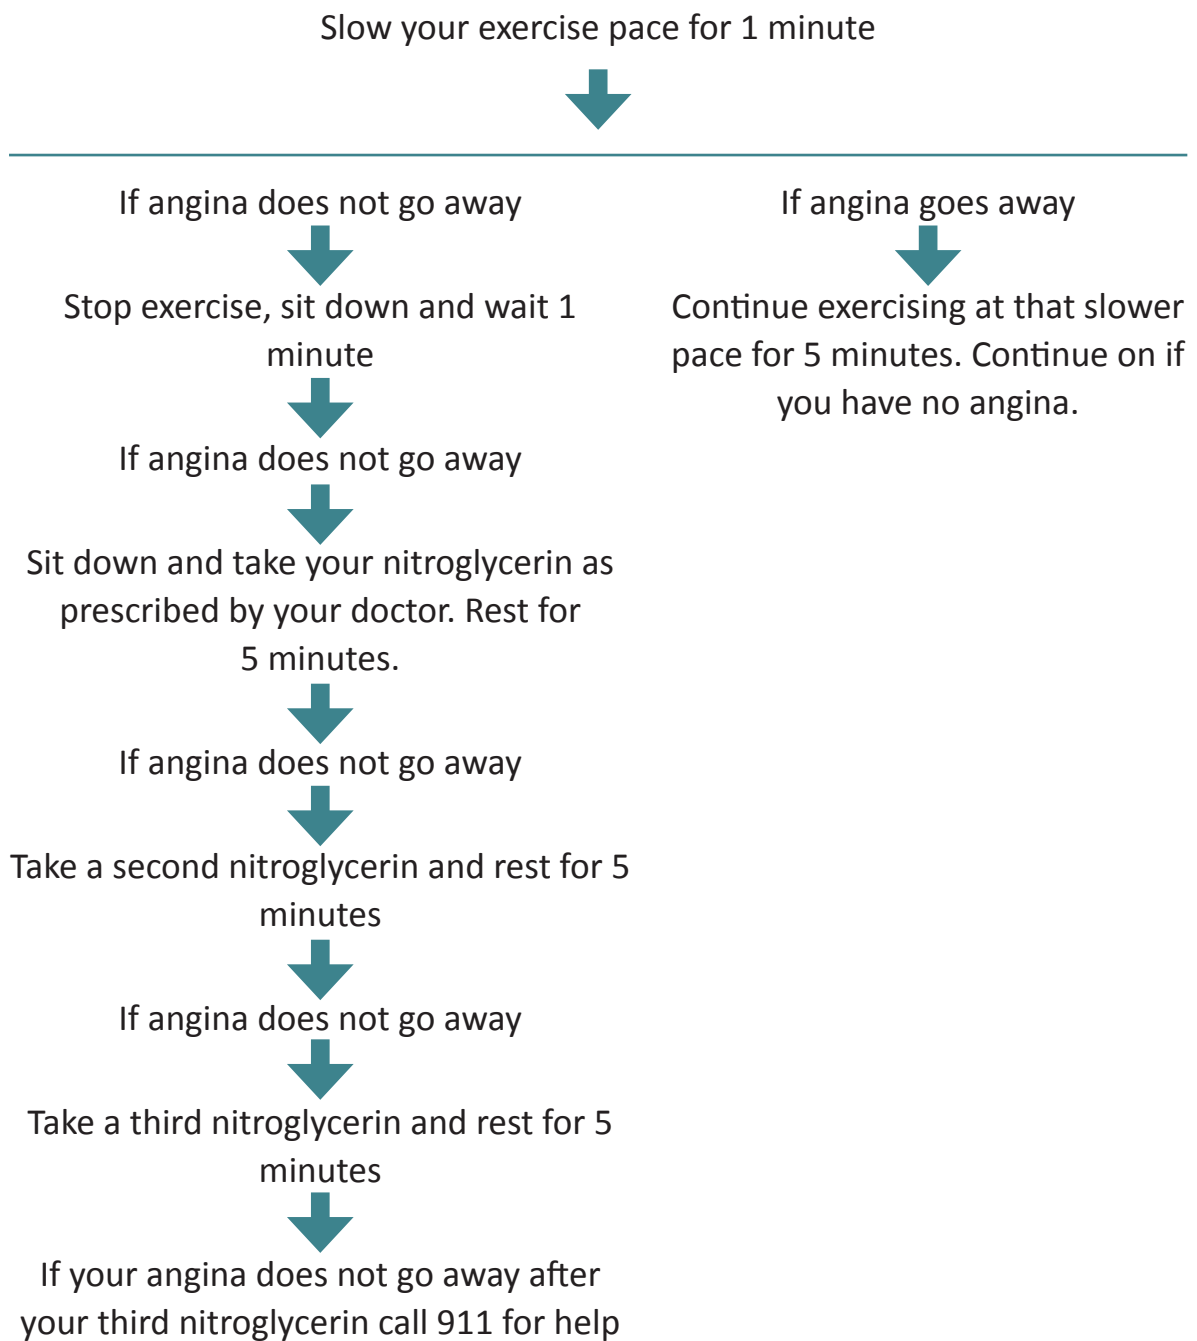 Slow your exercise pace for 1 minute
If angina does not go away
Stop exercise, sit down and wait 1
minute
If angina does not go away
Sit down and take your nitroglycerin as
prescribed by your doctor. Rest for
5 minutes.
If angina does not go away
Take a second nitroglycerin and rest for 5
minutes
If angina does not go away
Take a third nitroglycerin and rest for 5
minutes
If your angina does not go away after
your third nitroglycerin call 911 for help
If angina goes away
Continue exercising at that slower
pace for 5 minutes. Continue on if
you have no angina.